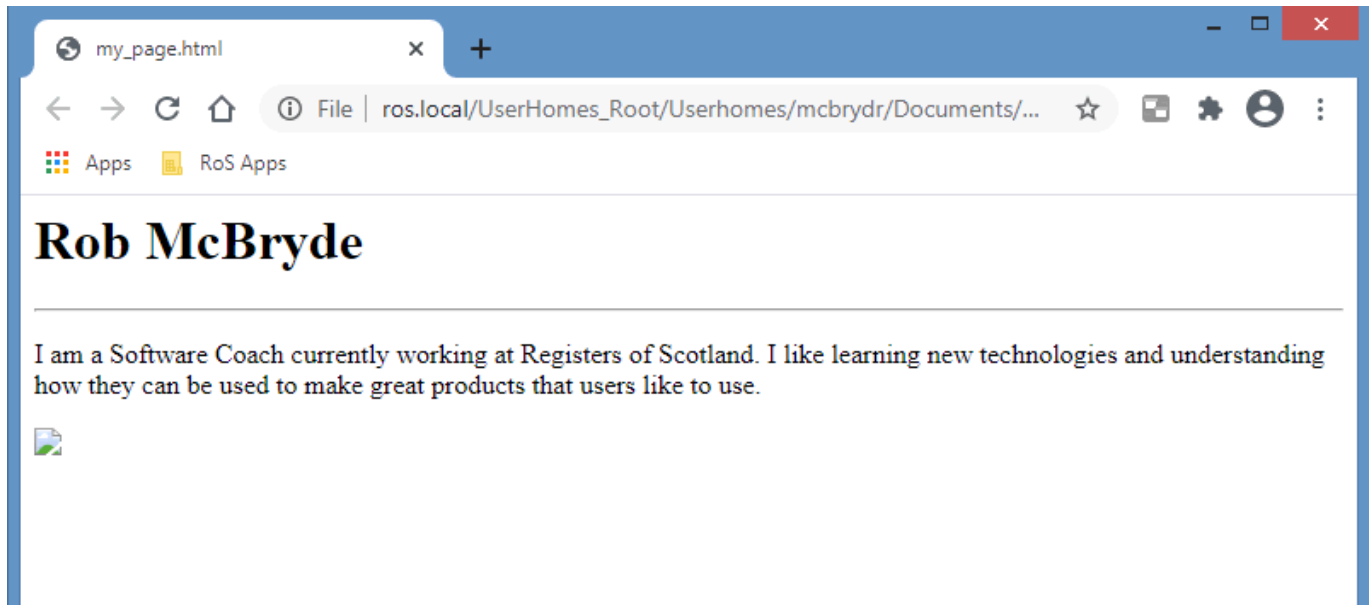 my_page.html
File ros.local/UserHomes_Root/Userhomes/mcbrydr/Documents/...
Apps RoS Apps
Rob McBryde
I am a Software Coach currently working at Registers of Scotland. I like learning new technologies and understanding
how they can be used to make great products that users like to use.